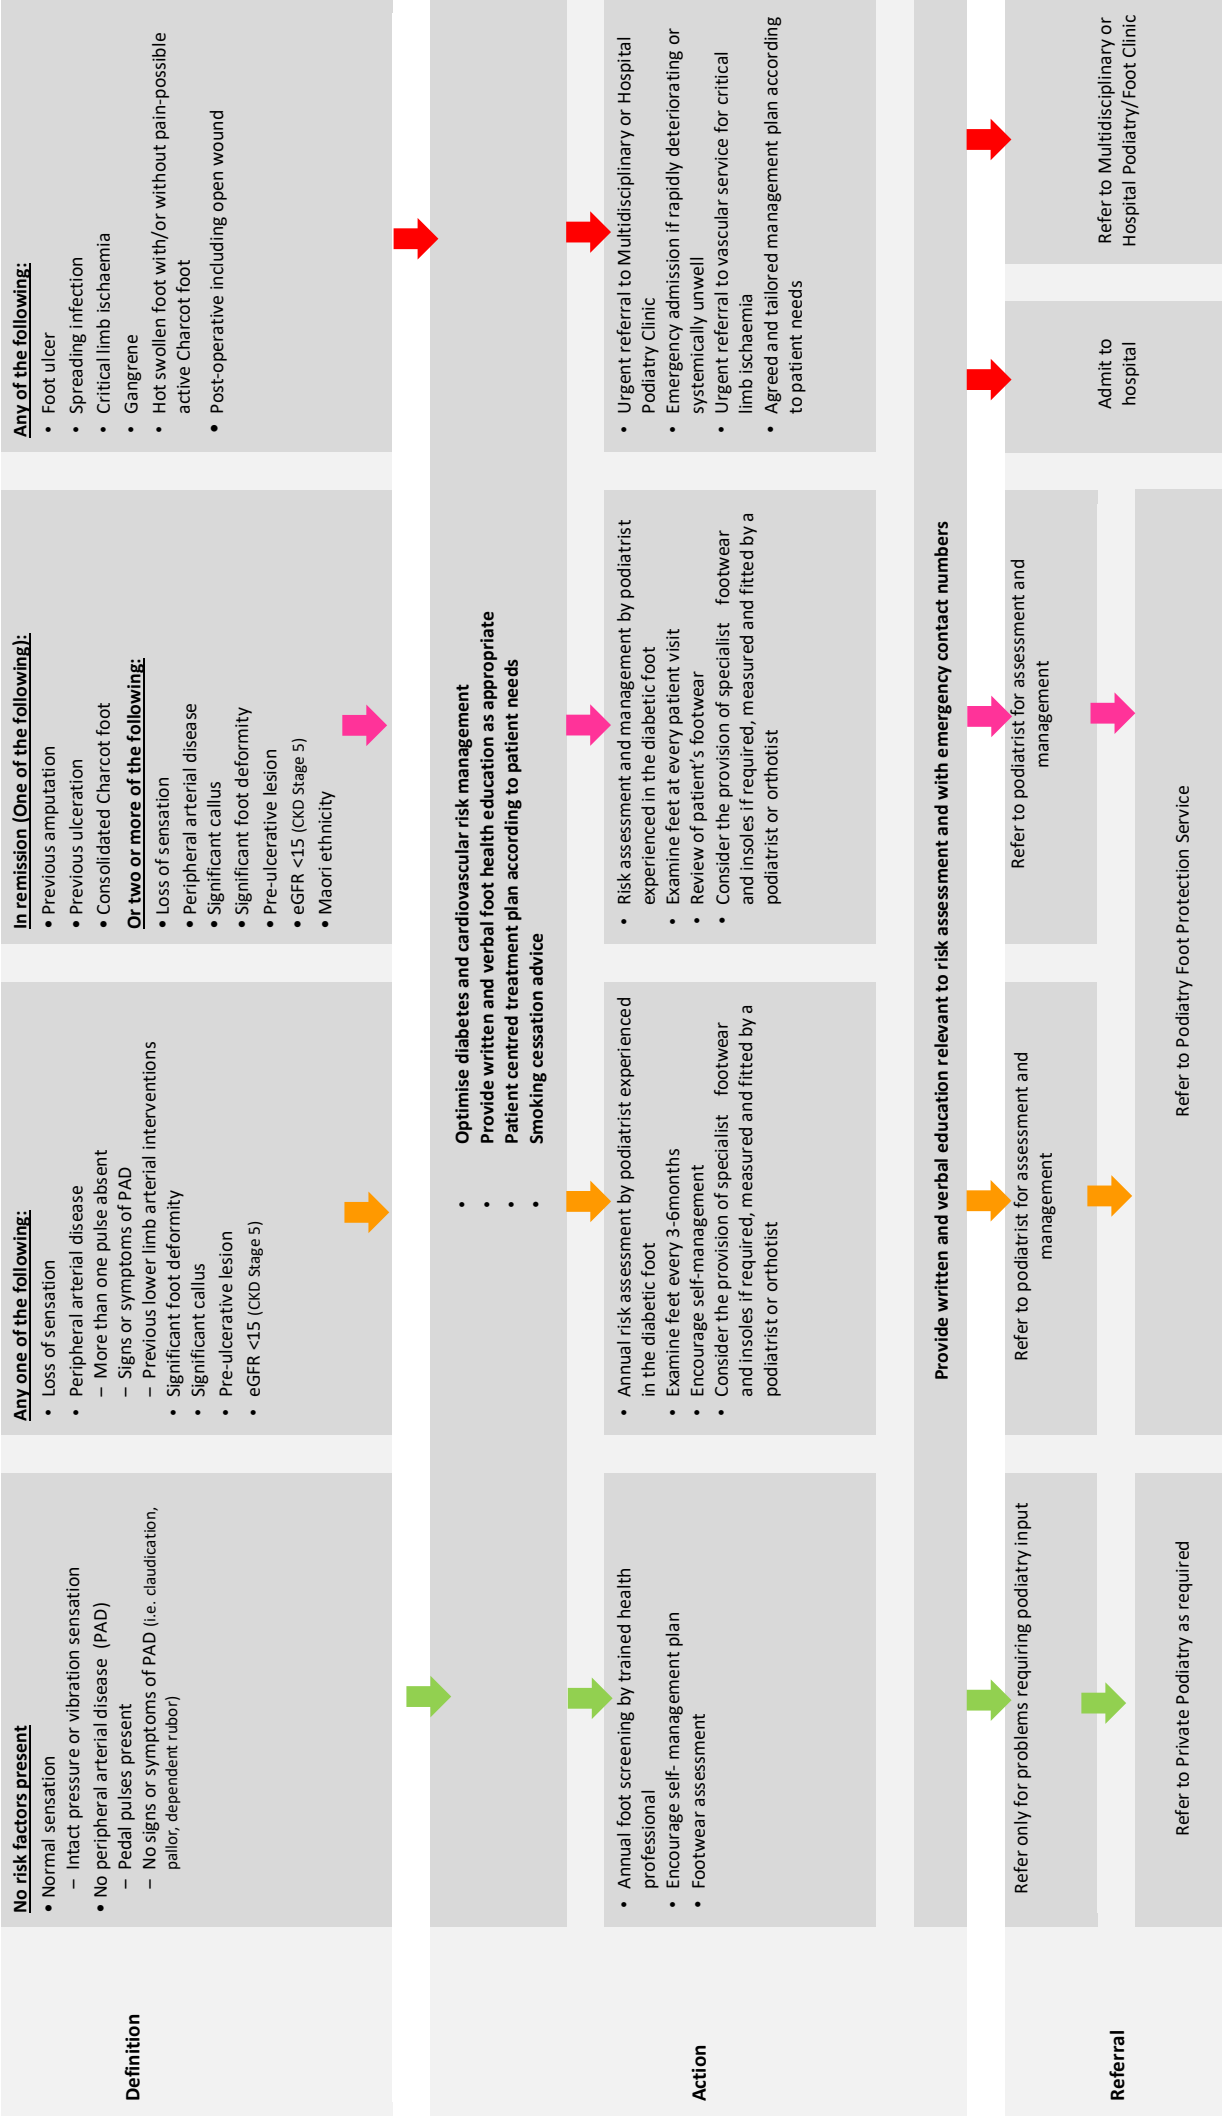 Definition
No risk factors present
• Normal sensation
– Intact pressure or vibration sensation
• No peripheral arterial disease (PAD)
– Pedal pulses present
– No signs or symptoms of PAD (i.e. claudication,
pallor, dependent rubor)
Any one of the following:
• Loss of sensation
• Peripheral arterial disease
– More than one pulse absent
– Signs or symptoms of PAD
– Previous lower limb arterial interventions
• Significant foot deformity
• Significant callus
• Pre-ulcerative lesion
• eGFR <15 (CKD Stage 5)
In remission (One of the following):
• Previous amputation
• Previous ulceration
• Consolidated Charcot foot
Or two or more of the following:
• Loss of sensation
• Peripheral arterial disease
• Significant callus
• Significant foot deformity
• Pre-ulcerative lesion
• eGFR <15 (CKD Stage 5)
• Maori ethnicity
Any of the following:
• Foot ulcer
• Spreading infection
• Critical limb ischaemia
• Gangrene
• Hot swollen foot with/or without pain-possible
active Charcot foot
• Post-operative including open wound
Action
• Optimise diabetes and cardiovascular risk management
• Provide written and verbal foot health education as appropriate
• Patient centred treatment plan according to patient needs
• Smoking cessation advice
• Annual foot screening by trained health
professional
• Encourage self- management plan
• Footwear assessment
• Annual risk assessment by podiatrist experienced
in the diabetic foot
• Examine feet every 3-6months
• Encourage self-management
• Consider the provision of specialist footwear
and insoles if required, measured and fitted by a
podiatrist or orthotist
• Risk assessment and management by podiatrist
experienced in the diabetic foot
• Examine feet at every patient visit
• Review of patient's footwear
• Consider the provision of specialist footwear
and insoles if required, measured and fitted by a
podiatrist or orthotist
• Urgent referral to Multidisciplinary or Hospital
Podiatry Clinic
• Emergency admission if rapidly deteriorating or
systemically unwell
• Urgent referral to vascular service for critical
limb ischaemia
• Agreed and tailored management plan according
to patient needs
Provide written and verbal education relevant to risk assessment and with emergency contact numbers
Referral
Refer only for problems requiring podiatry input
Refer to podiatrist for assessment and
management
Refer to podiatrist for assessment and
management
Admit to
hospital
Refer to Multidisciplinary or
Hospital Podiatry/Foot Clinic
Refer to Private Podiatry as required
Refer to Podiatry Foot Protection Service